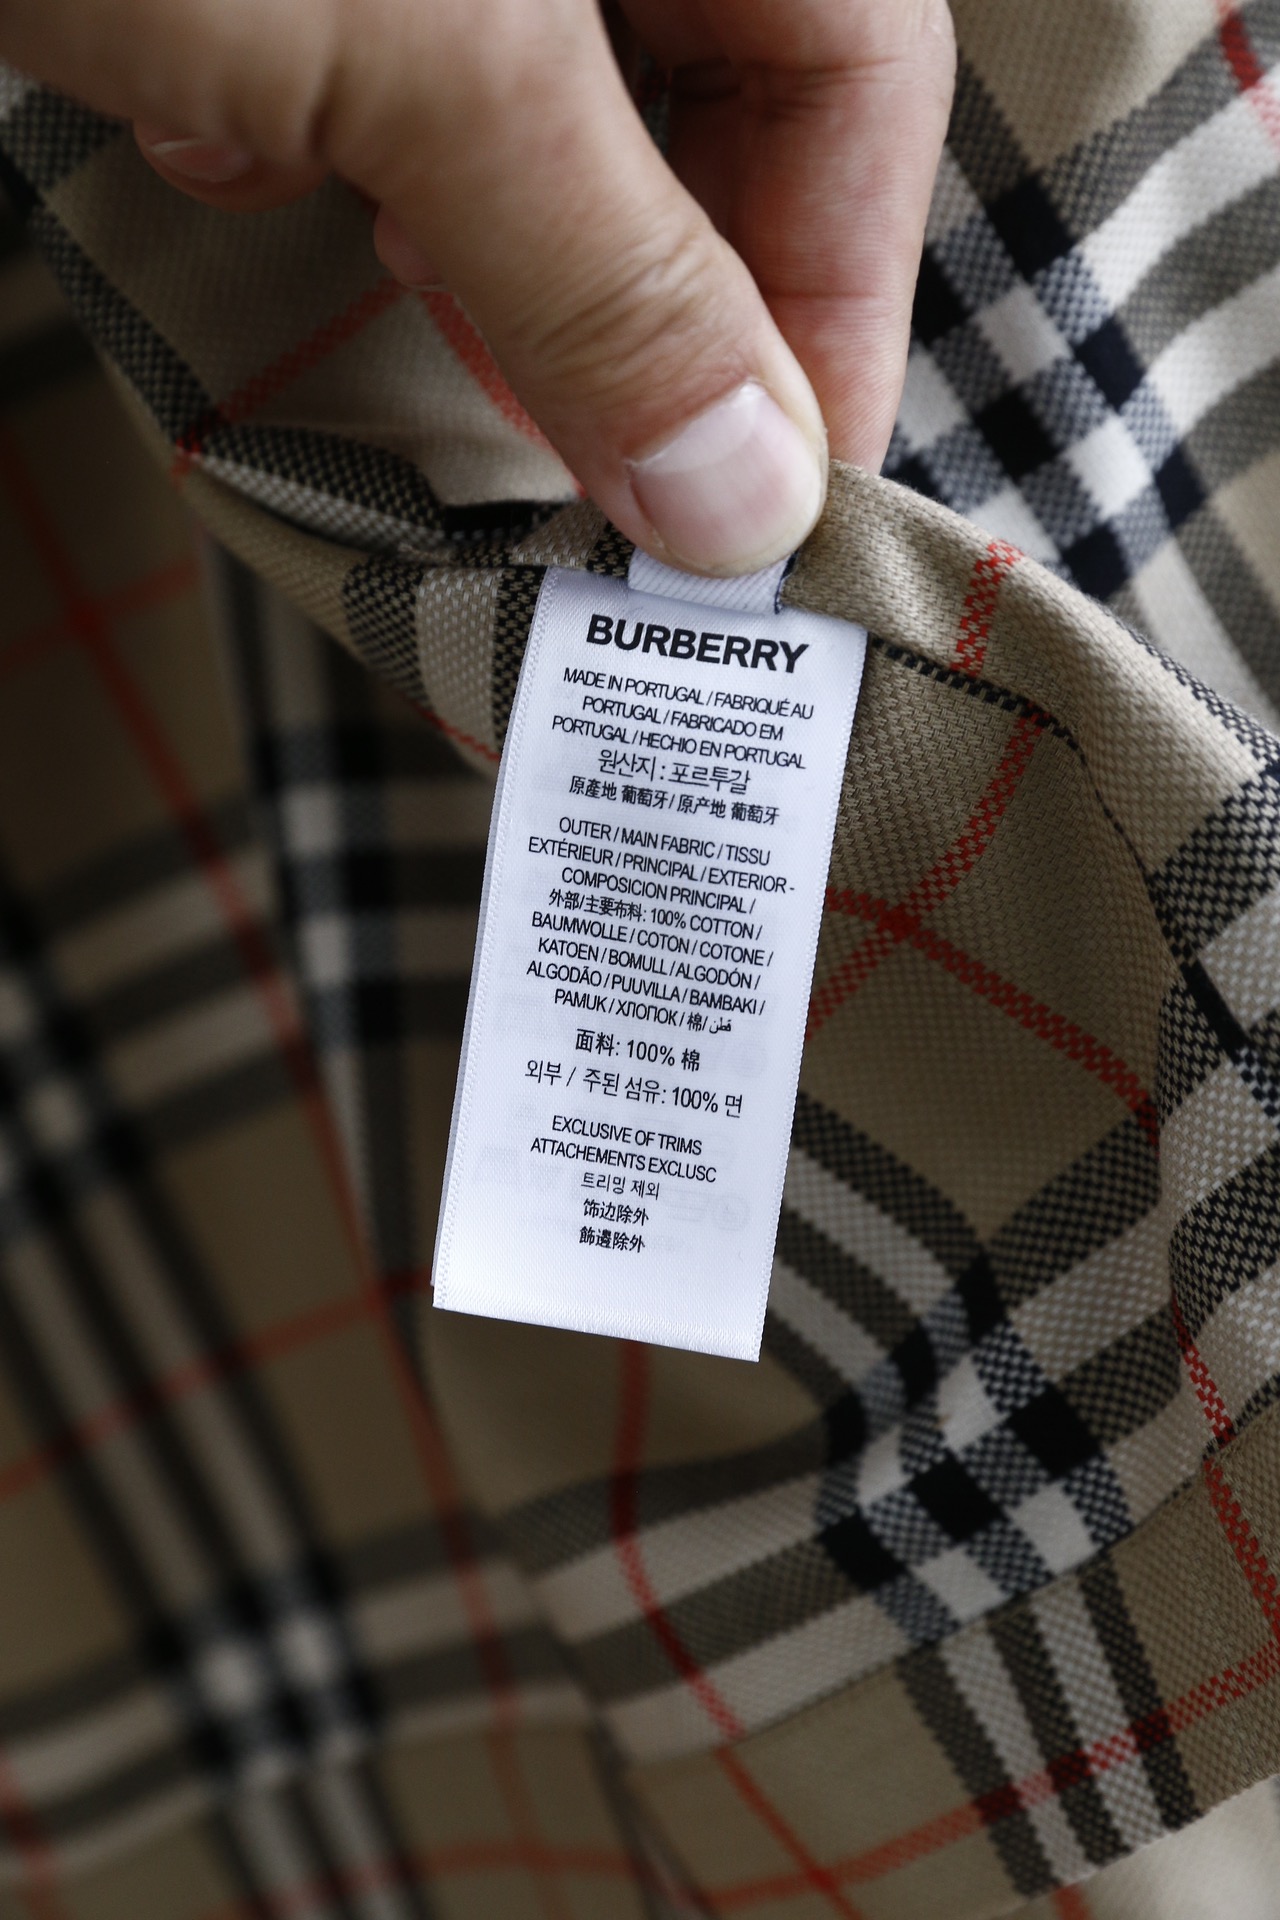 BURBERRY
MADE IN PORTUGAL / FABRIQUÉ AU
PORTUGAL / FABRICADO EM
PORTUGAL / HECHIO EN PORTUGAL
원산지 : 포르투갈
原產地 葡萄牙/ 原产地 葡萄牙
OUTER / MAIN FABRIC / TISSU
EXTÉRIEUR / PRINCIPAL / EXTERIOR -
COMPOSICION PRINCIPAL /
外部/主要布料: 100% COTTON /
BAUMWOLLE / COTON / COTONE /
KATOEN / BOMULL / ALGODÓN /
ALGODÃO / PUUVILLA / BAMBAKI /
PAMUK / ХЛОПОК / 棉/ قطن
面料: 100% 棉
외부 / 주된 섬유: 100% 면
EXCLUSIVE OF TRIMS
ATTACHEMENTS EXCLUSC
트리밍 제외
饰边除外
飾邊除外